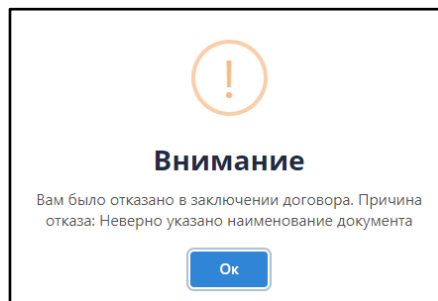 !
Внимание
Вам было отказано в заключении договора. Причина
отказа: Неверно указано наименование документа
Ок